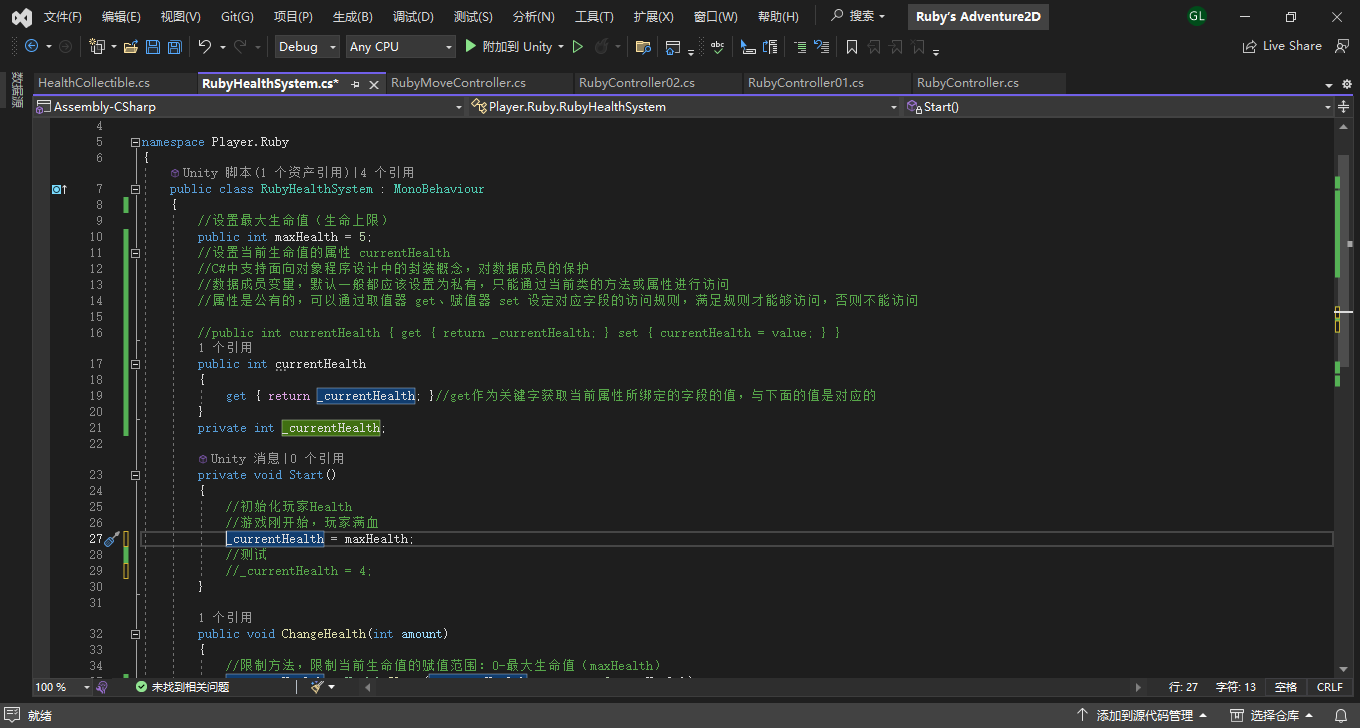 文件(F) 编辑(E) 视图(V) Git(G) 项目(P) 生成(B) 调试(D) 测试(S) 分析(N) 工具(T) 扩展(X) 窗口(W) 帮助(H) 搜索 Ruby's Adventure2D GL
Debug Any CPU 附加到 Unity abc Live Share
数据源
HealthCollectible.cs RubyHealthSystem.cs* RubyMoveController.cs RubyController02.cs RubyController01.cs RubyController.cs
Assembly-CSharp Player.Ruby.RubyHealthSystem Start()
4
5 namespace Player.Ruby
6 {
Unity 脚本(1 个资产引用)|4 个引用
7 public class RubyHealthSystem : MonoBehaviour
8 {
9 //设置最大生命值（生命上限）
10 public int maxHealth = 5;
11 //设置当前生命值的属性 currentHealth
12 //C#中支持面向对象程序设计中的封装概念，对数据成员的保护
13 //数据成员变量，默认一般都应该设置为私有，只能通过当前类的方法或属性进行访问
14 //属性是公有的，可以通过取值器 get、赋值器 set 设定对应字段的访问规则，满足规则才能够访问，否则不能访问
15
16 //public int currentHealth { get { return _currentHealth; } set { currentHealth = value; } }
1 个引用
17 public int currentHealth
18 {
19 get { return _currentHealth; }//get作为关键字获取当前属性所绑定的字段的值，与下面的值是对应的
20 }
21 private int _currentHealth;
22
Unity 消息|0 个引用
23 private void Start()
24 {
25 //初始化玩家Health
26 //游戏刚开始，玩家满血
27 _currentHealth = maxHealth;
28 //测试
29 //_currentHealth = 4;
30 }
31
1 个引用
32 public void ChangeHealth(int amount)
33 {
34 //限制方法，限制当前生命值的赋值范围：0-最大生命值（maxHealth）
100 % 未找到相关问题 行: 27 字符: 13 空格 CRLF
就绪 添加到源代码管理 选择仓库